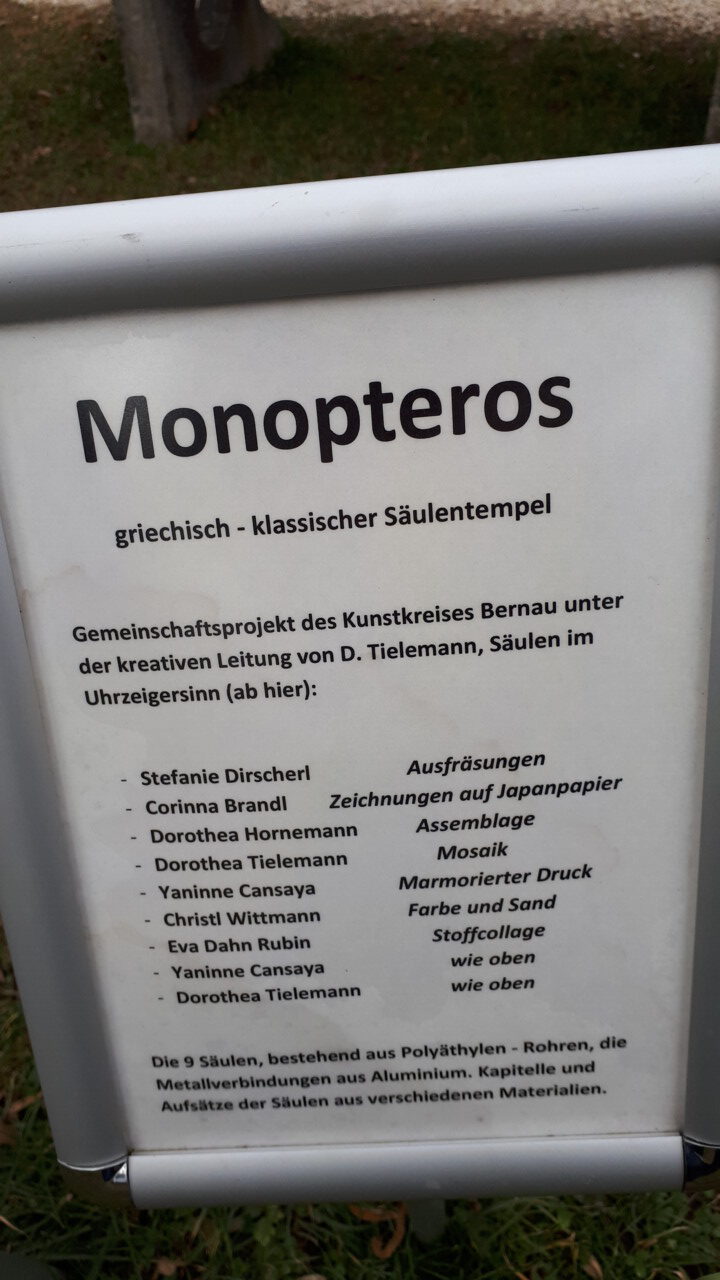 Monopteros
griechisch - klassischer Säulentempel
Gemeinschaftsprojekt des Kunstkreises Bernau unter
der kreativen Leitung von D. Tielemann, Säulen im
Uhrzeigersinn (ab hier):
- Stefanie Dirscherl Ausfräsungen
- Corinna Brandl Zeichnungen auf Japanpapier
- Dorothea Hornemann Assemblage
- Dorothea Tielemann Mosaik
- Yaninne Cansaya Marmorierter Druck
- Christl Wittmann Farbe und Sand
- Eva Dahn Rubin Stoffcollage
- Yaninne Cansaya wie oben
- Dorothea Tielemann wie oben
Die 9 Säulen, bestehend aus Polyäthylen - Rohren, die
Metallverbindungen aus Aluminium. Kapitelle und
Aufsätze der Säulen aus verschiedenen Materialien.